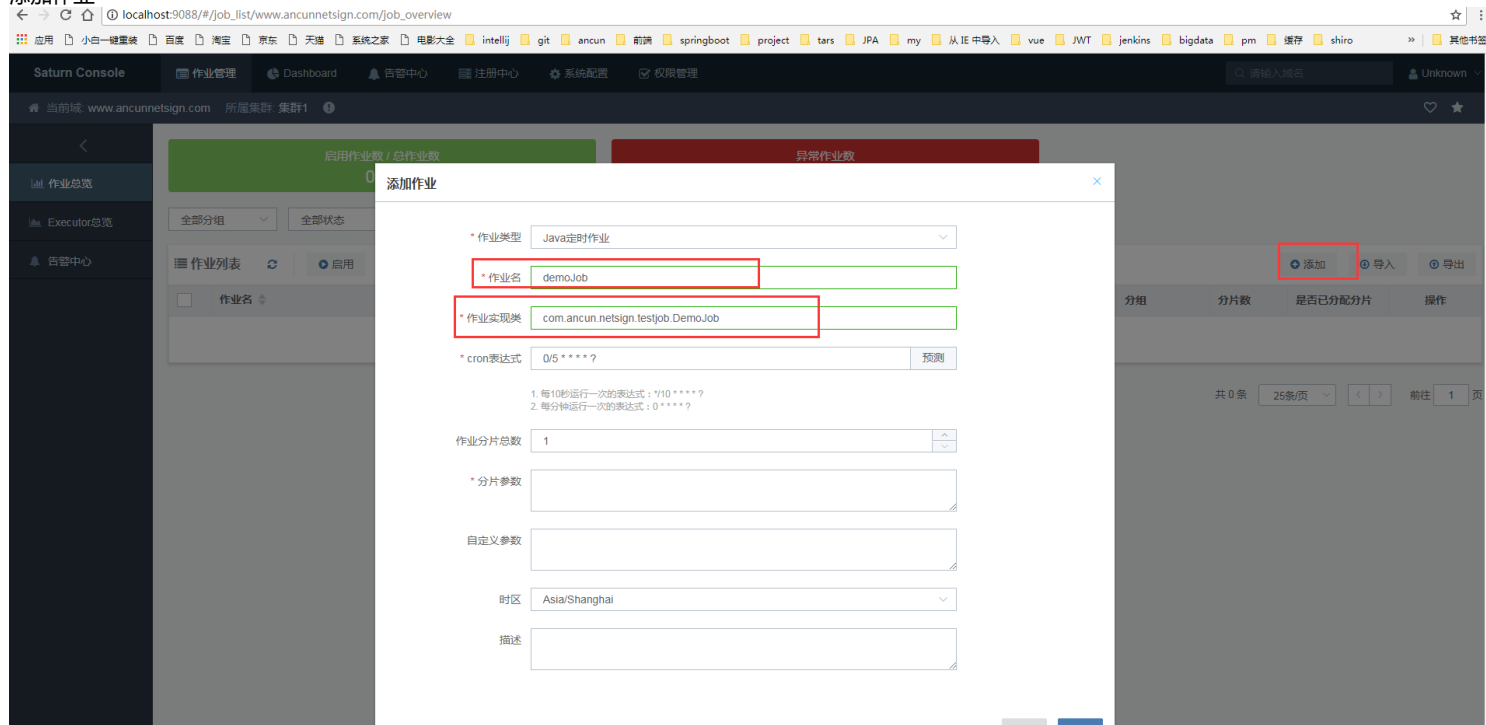 添加作业
localhost:9088/#/job_list/www.ancunnetsign.com/job_overview
应用 小白一键重装 百度 淘宝 京东 天猫 系统之家 电影大全 intellij git ancun 前端 springboot project tars JPA my 从 IE 中导入 vue JWT jenkins bigdata pm 缓存 shiro » 其他书签
Saturn Console 作业管理 Dashboard 告警中心 注册中心 系统配置 权限管理 请输入域名 Unknown
当前域: www.ancunnetsign.com 所属集群: 集群1
启用作业数 / 总作业数 异常作业数
0
作业总览
添加作业
Executor总览
全部分组 全部状态
* 作业类型 Java定时作业
告警中心
作业列表 启用 添加 导入 导出
* 作业名 demoJob
作业名 分组 分片数 是否已分配分片 操作
* 作业实现类 com.ancun.netsign.testjob.DemoJob
* cron表达式 0/5 * * * * ? 预测
1. 每10秒运行一次的表达式：*/10 * * * * ?
2. 每分钟运行一次的表达式：0 * * * * ?
共 0 条 25条/页 前往 1 页
作业分片总数 1
* 分片参数
自定义参数
时区 Asia/Shanghai
描述